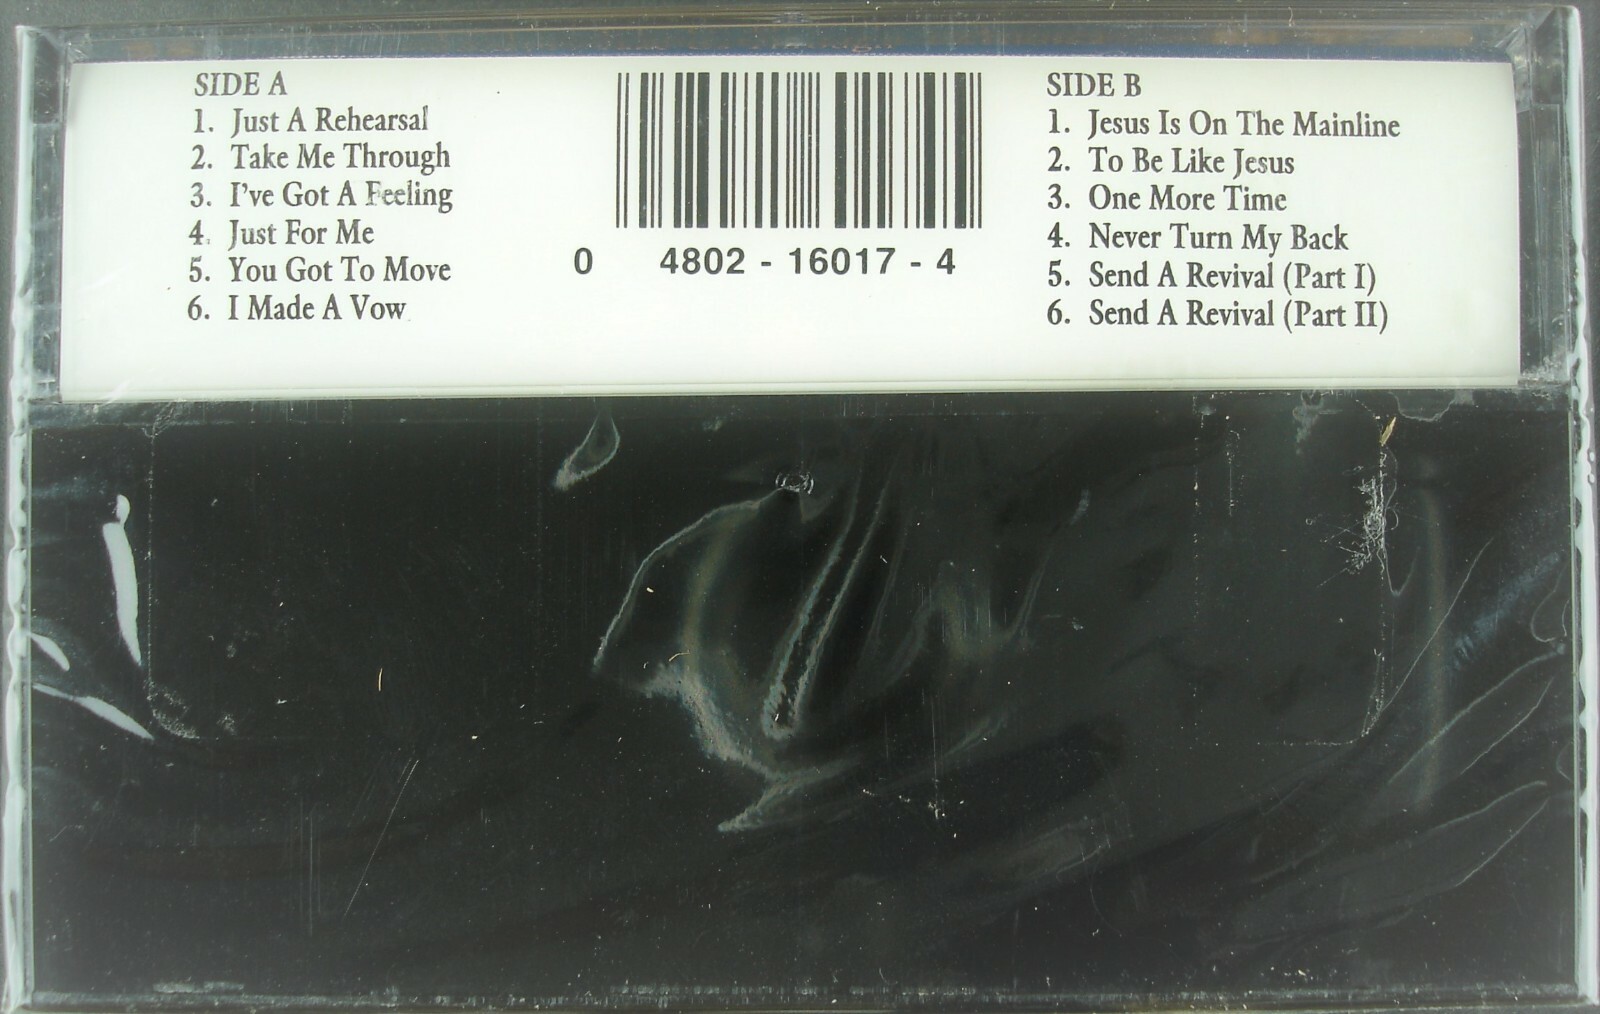 SIDE A
1. Just A Rehearsal
2. Take Me Through
3. I've Got A Feeling
4. Just For Me
5. You Got To Move
6. I Made A Vow
0 4802 - 16017 - 4
SIDE B
1. Jesus Is On The Mainline
2. To Be Like Jesus
3. One More Time
4. Never Turn My Back
5. Send A Revival (Part I)
6. Send A Revival (Part II)